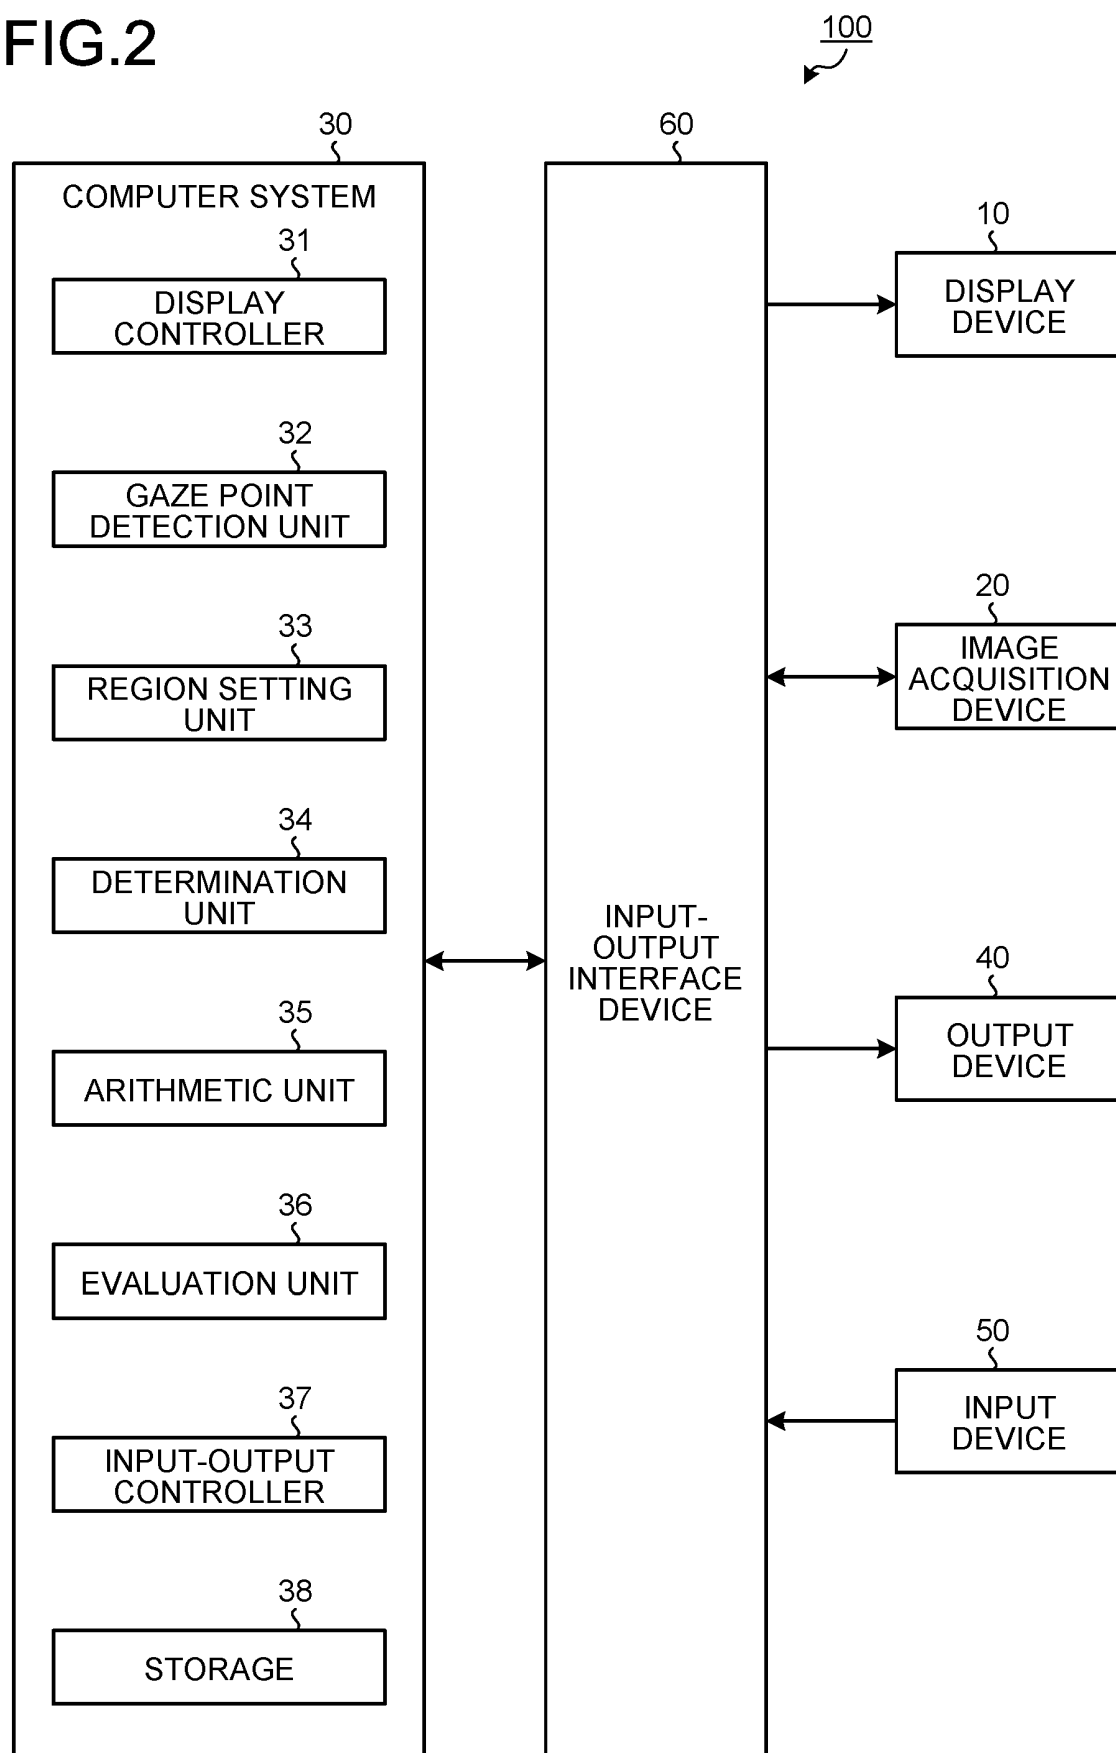 FIG.2
100
30
COMPUTER SYSTEM
31
DISPLAY
CONTROLLER
32
GAZE POINT
DETECTION UNIT
33
REGION SETTING
UNIT
34
DETERMINATION
UNIT
35
ARITHMETIC UNIT
36
EVALUATION UNIT
37
INPUT-OUTPUT
CONTROLLER
38
STORAGE
60
INPUT-
OUTPUT
INTERFACE
DEVICE
10
DISPLAY
DEVICE
20
IMAGE
ACQUISITION
DEVICE
40
OUTPUT
DEVICE
50
INPUT
DEVICE